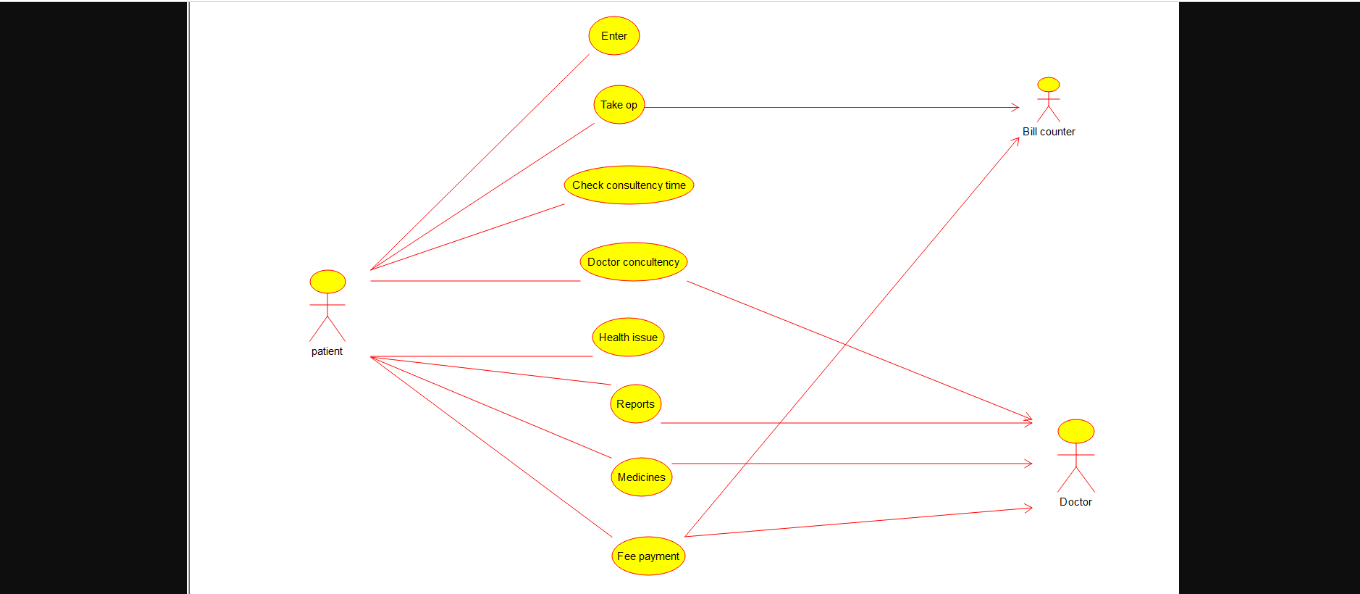 Enter
Take op
Bill counter
Check consultency time
Doctor concultency
Health issue
patient
Reports
Medicines
Doctor
Fee payment